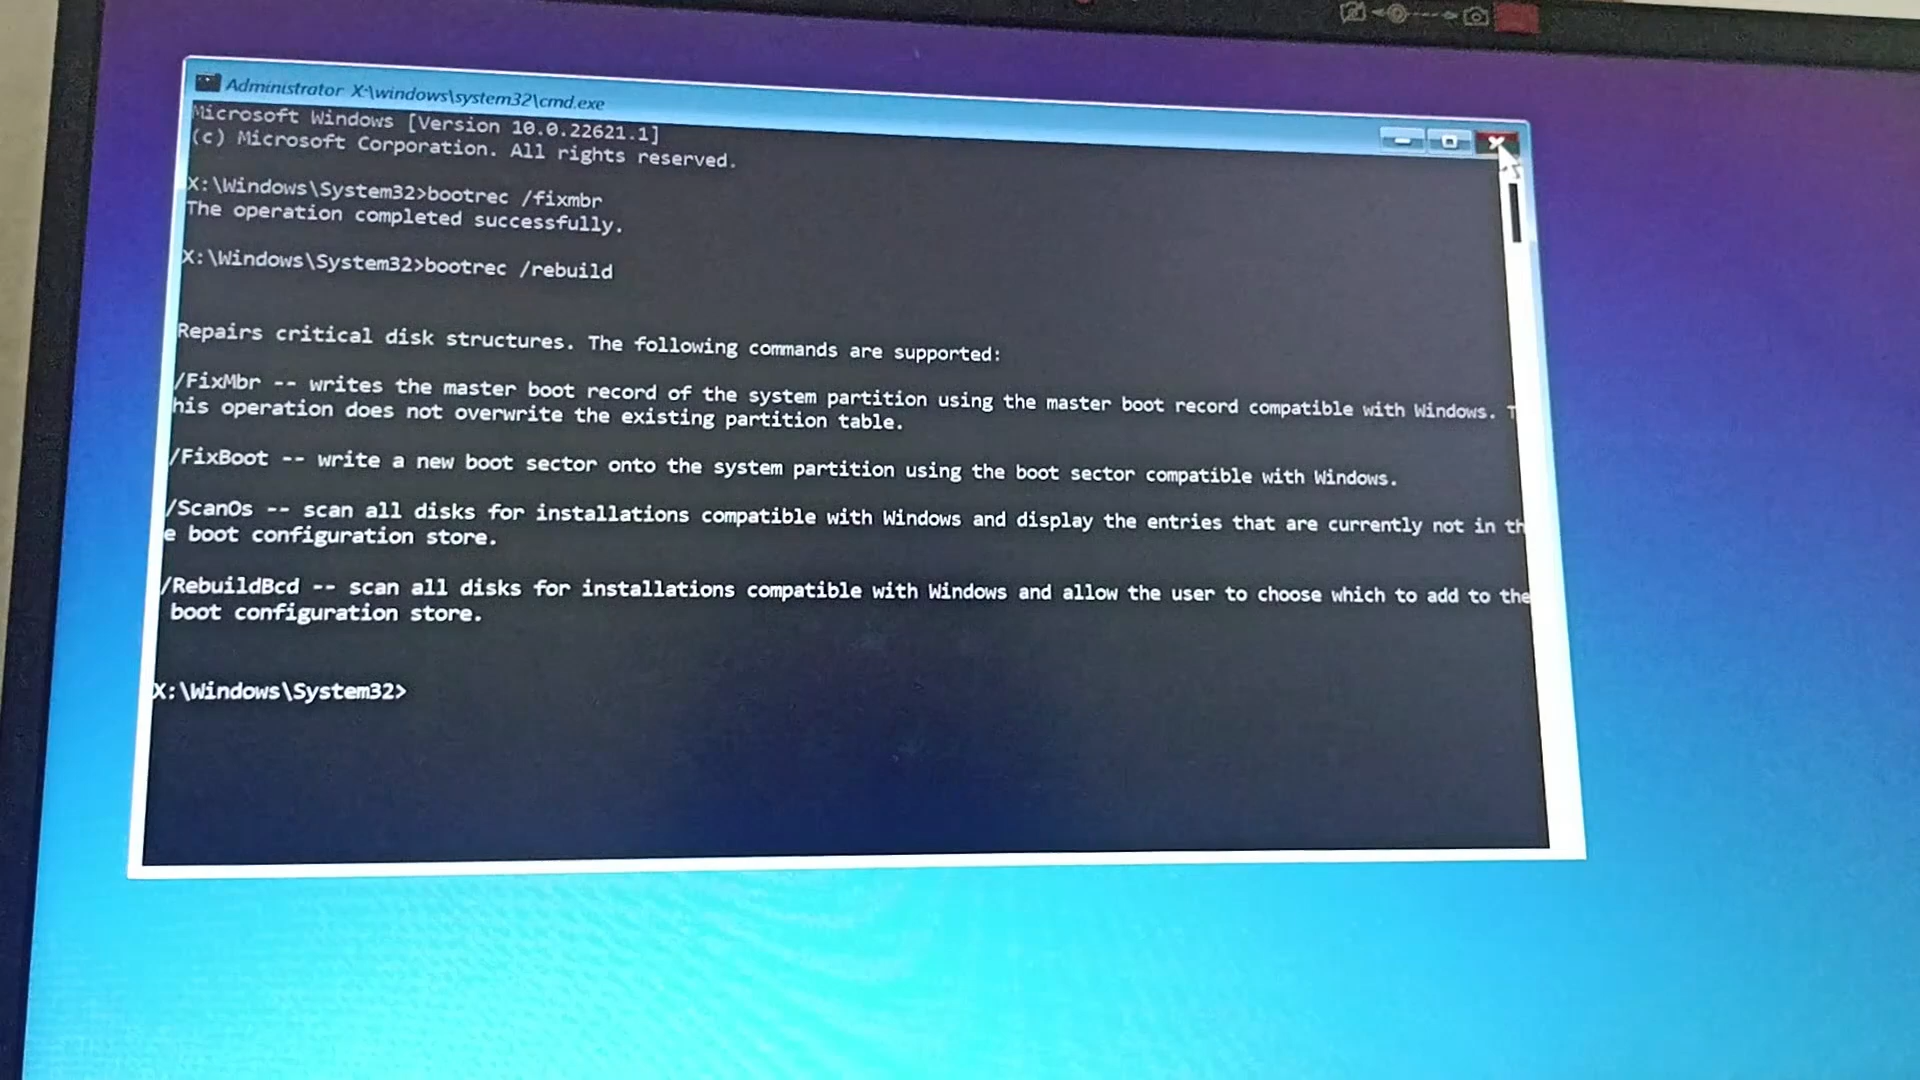 Administrator X:\windows\system32\cmd.exe
Microsoft Windows [Version 10.0.22621.1]
(c) Microsoft Corporation. All rights reserved.
X:\Windows\System32>bootrec /fixmbr
The operation completed successfully.
X:\Windows\System32>bootrec /rebuild
Repairs critical disk structures. The following commands are supported:
/FixMbr -- writes the master boot record of the system partition using the master boot record compatible with Windows. T
his operation does not overwrite the existing partition table.
/FixBoot -- write a new boot sector onto the system partition using the boot sector compatible with Windows.
/ScanOs -- scan all disks for installations compatible with Windows and display the entries that are currently not in th
e boot configuration store.
/RebuildBcd -- scan all disks for installations compatible with Windows and allow the user to choose which to add to the
boot configuration store.
X:\Windows\System32>